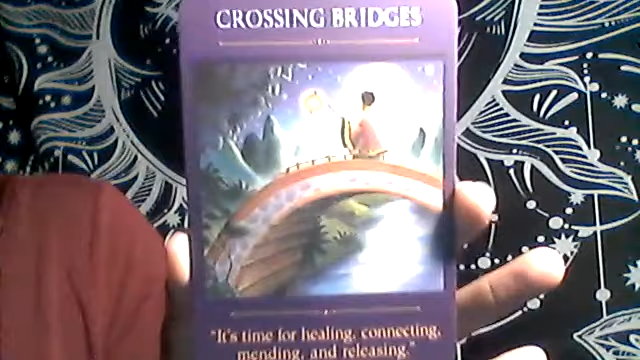 CROSSING BRIDGES
"It's time for healing, connecting,
mending, and releasing."